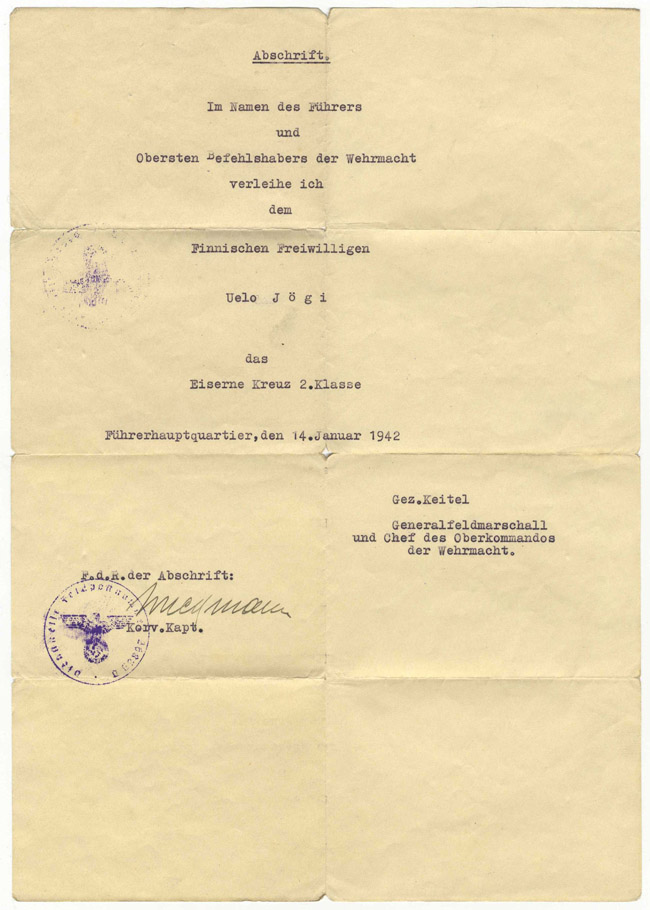 Abschrift.
Im Namen des Führers
und
Obersten Befehlshabers der Wehrmacht
verleihe ich
dem
Finnischen Freiwilligen
Uelo J ö g i
das
Eiserne Kreuz 2.Klasse
Führerhauptquartier,den 14.Januar 1942
Gez.Keitel
Generalfeldmarschall
und Chef des Oberkommandos
der Wehrmacht.
F.d.R.der Abschrift:
Korv.Kapt.
Dienststelle Feldpostnummer